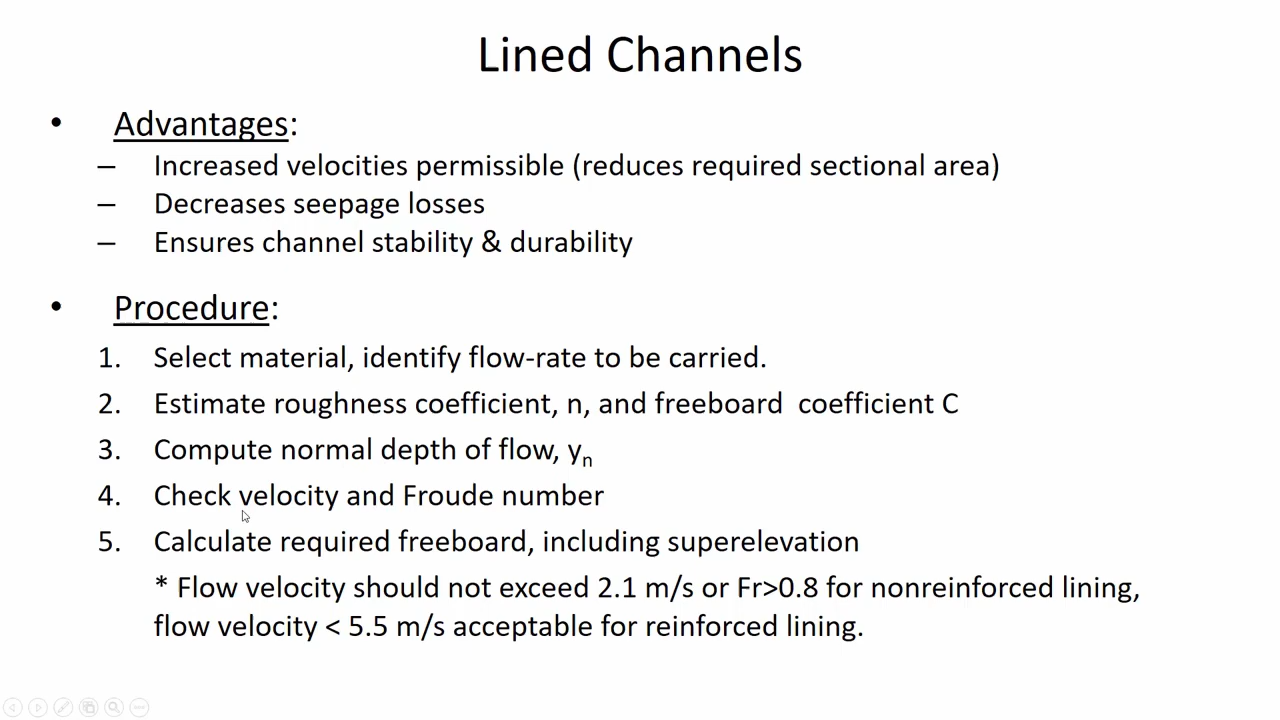 Lined Channels
• Advantages:
– Increased velocities permissible (reduces required sectional area)
– Decreases seepage losses
– Ensures channel stability & durability
• Procedure:
1. Select material, identify flow-rate to be carried.
2. Estimate roughness coefficient, n, and freeboard coefficient C
3. Compute normal depth of flow, yn
4. Check velocity and Froude number
5. Calculate required freeboard, including superelevation
* Flow velocity should not exceed 2.1 m/s or Fr>0.8 for nonreinforced lining,
flow velocity < 5.5 m/s acceptable for reinforced lining.